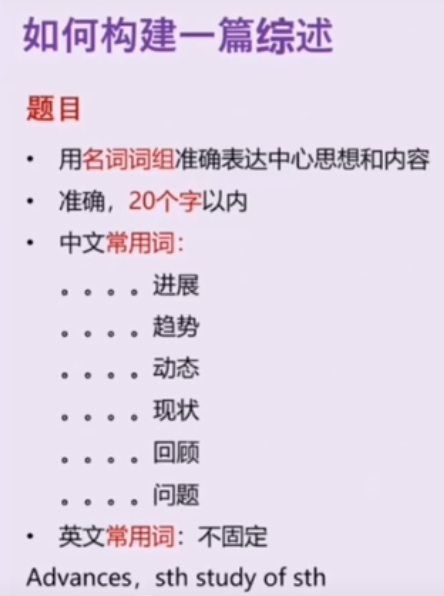 如何构建一篇综述
题目
• 用名词词组准确表达中心思想和内容
• 准确，20个字以内
• 中文常用词：
。。。。进展
。。。。趋势
。。。。动态
。。。。现状
。。。。回顾
。。。。问题
• 英文常用词：不固定
Advances，sth study of sth